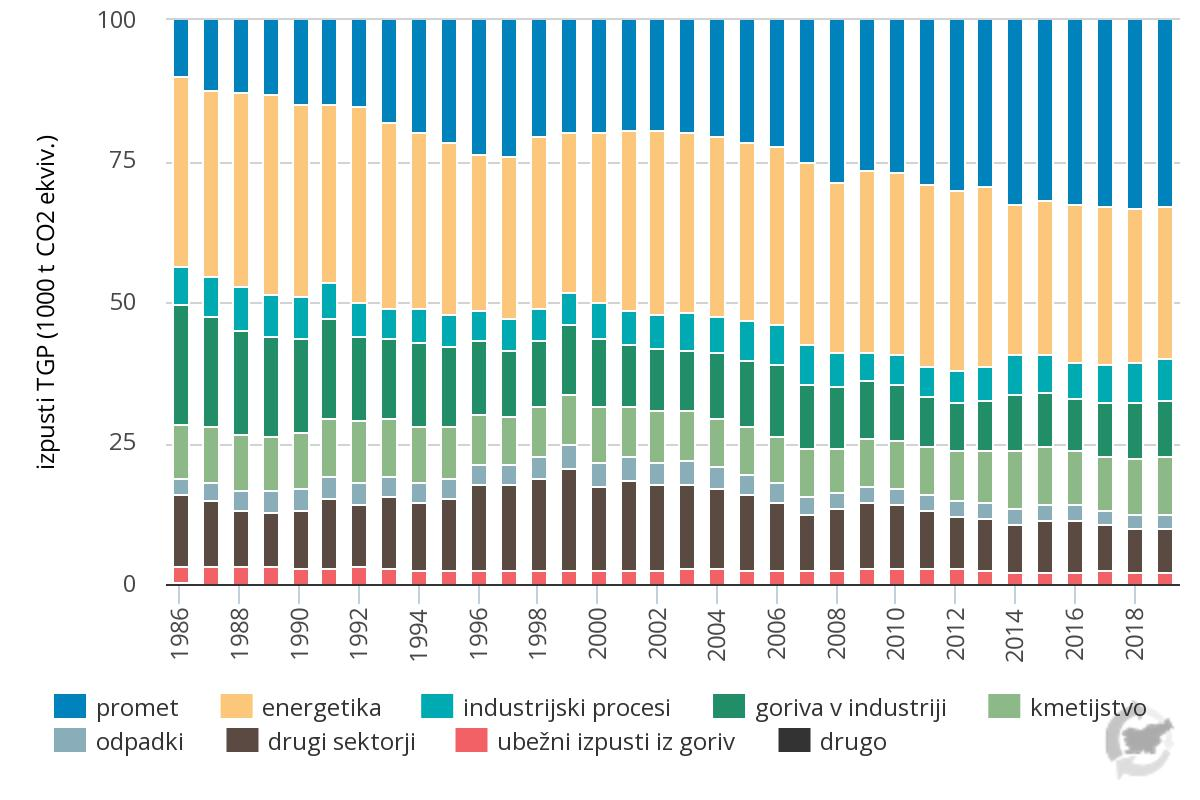 100
75
50
25
0
izpusti TGP (1000 t CO2 ekviv.)
1986 1988 1990 1992 1994 1996 1998 2000 2002 2004 2006 2008 2010 2012 2014 2016 2018
promet energetika industrijski procesi goriva v industriji kmetijstvo
odpadki drugi sektorji ubežni izpusti iz goriv drugo